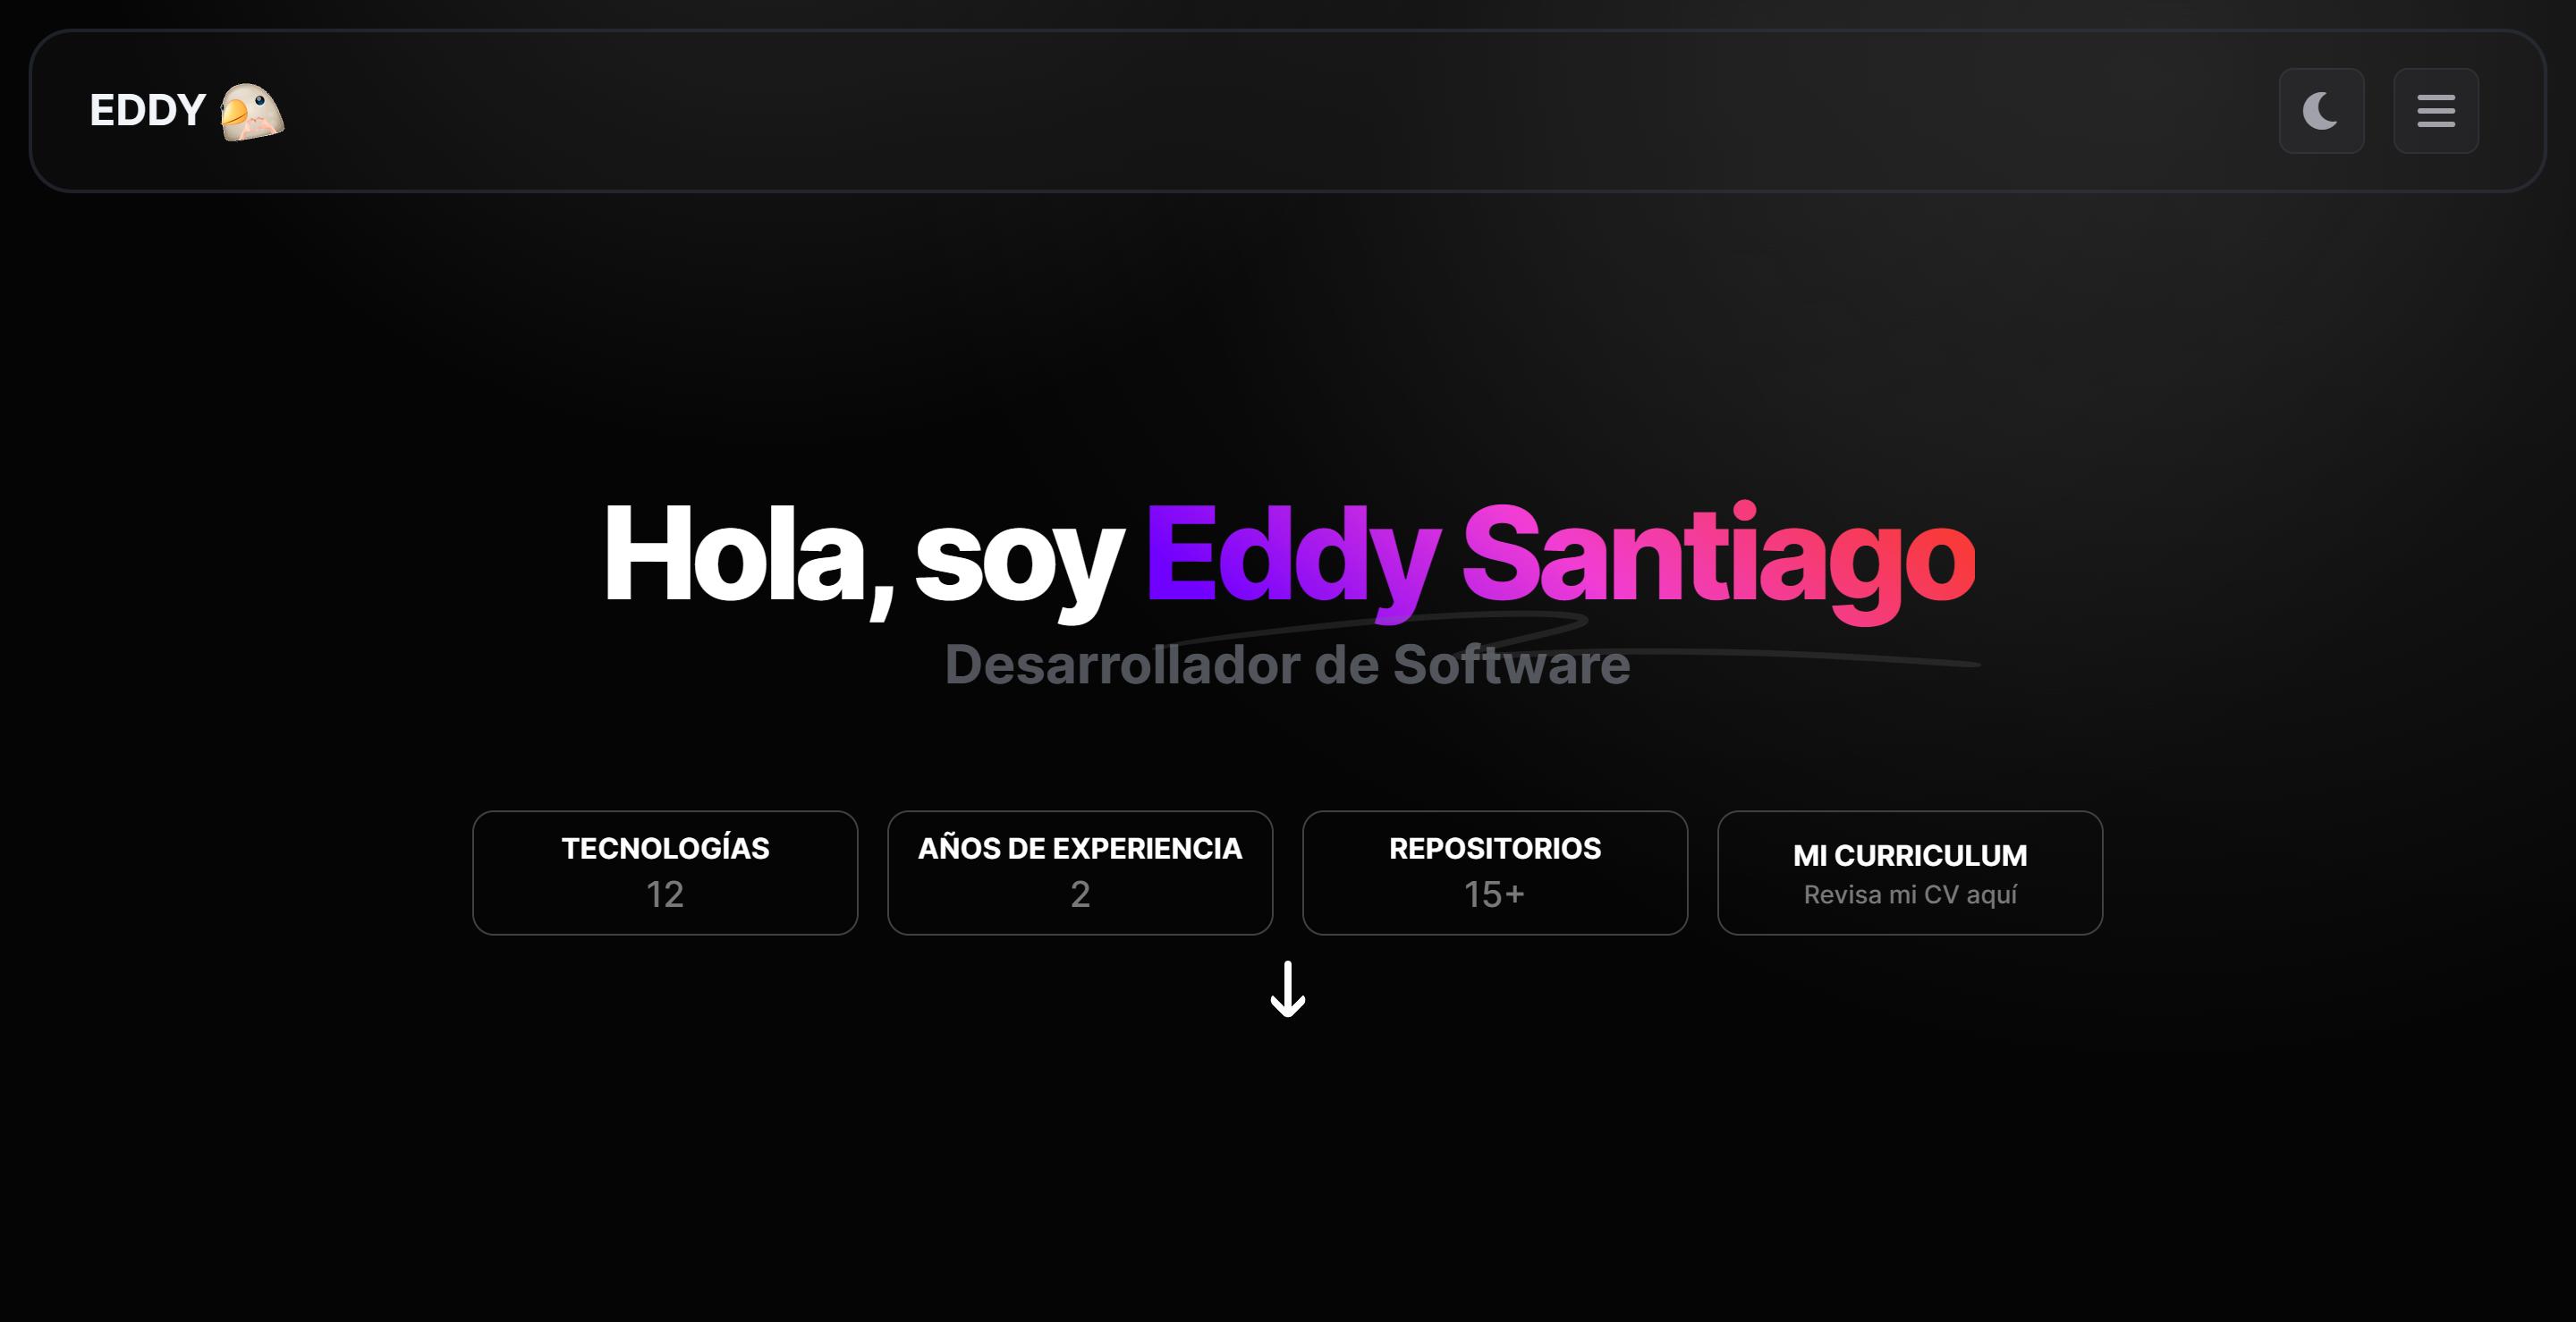 EDDY
Hola, soy Eddy Santiago
Desarrollador de Software
TECNOLOGÍAS
12
AÑOS DE EXPERIENCIA
2
REPOSITORIOS
15+
MI CURRICULUM
Revisa mi CV aquí